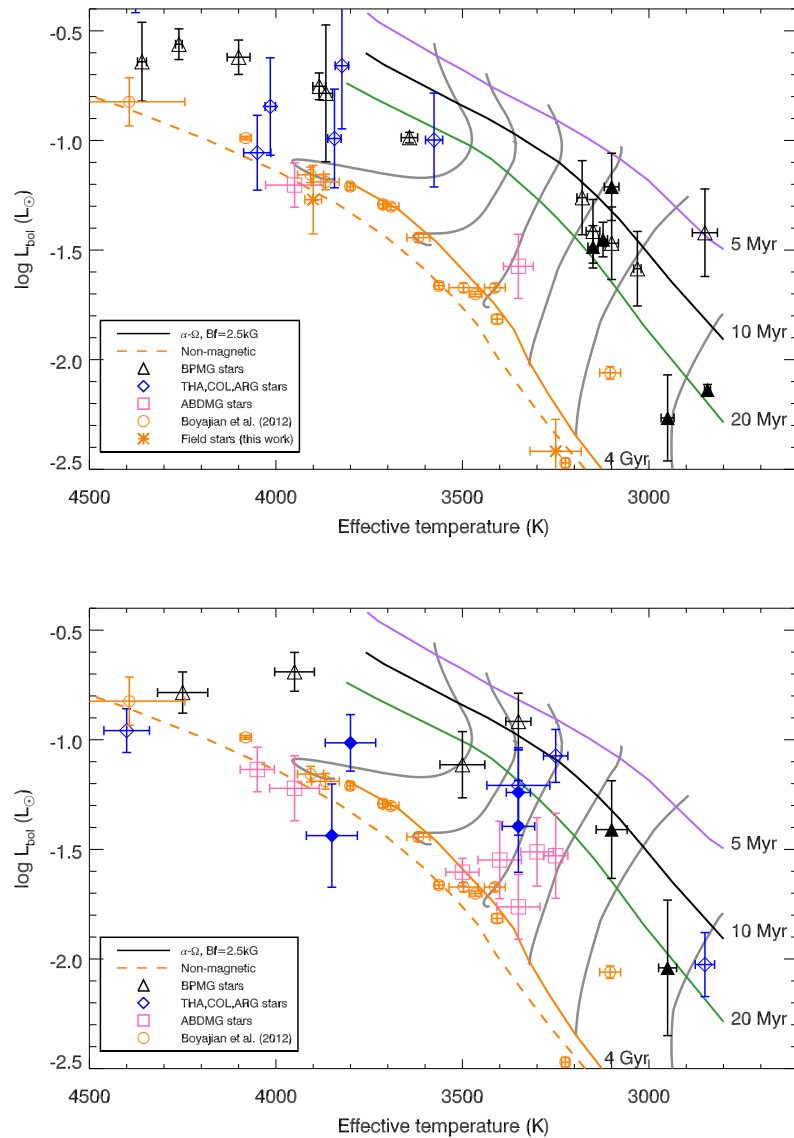 -0.5
-1.0
-1.5
-2.0
-2.5
log Lbol (L☉)
5 Myr
10 Myr
20 Myr
4 Gyr
α-Ω, Bf=2.5kG
Non-magnetic
BPMG stars
THA,COL,ARG stars
ABDMG stars
Boyajian et al. (2012)
Field stars (this work)
4500 4000 3500 3000
Effective temperature (K)
-0.5
-1.0
-1.5
-2.0
-2.5
log Lbol (L☉)
5 Myr
10 Myr
20 Myr
4 Gyr
α-Ω, Bf=2.5kG
Non-magnetic
BPMG stars
THA,COL,ARG stars
ABDMG stars
Boyajian et al. (2012)
4500 4000 3500 3000
Effective temperature (K)